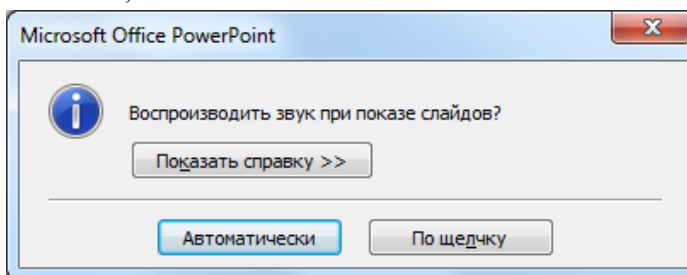 Microsoft Office PowerPoint
Воспроизводить звук при показе слайдов?
Показать справку >>
Автоматически
По щелчку